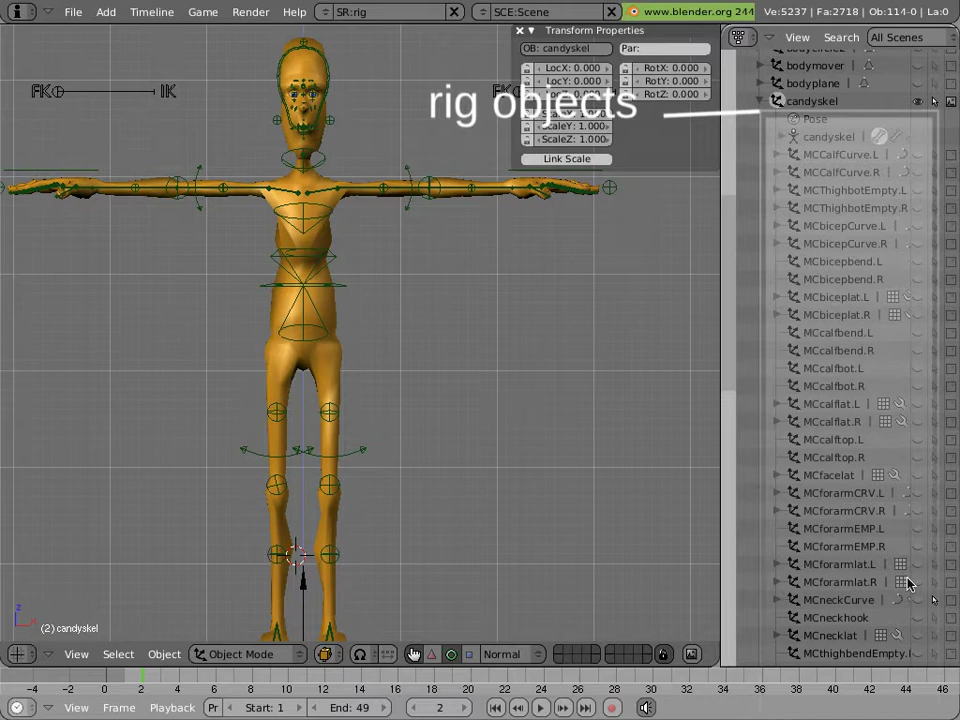 File Add Timeline Game Render Help SR:rig SCE:Scene www.blender.org 244 Ve:5237 | Fa:2718 | Ob:114-0 | La:0
Transform Properties
OB: candyskel Par:
LocX: 0.000 RotX: 0.000
LocY: 0.000 RotY: 0.000
RotZ: 0.000
ScaleY: 1.000
ScaleZ: 1.000
Link Scale
rig objects
FK IK
View Search All Scenes
bodymover
bodyplane
candyskel
Pose
candyskel
MCCalfCurve.L
MCCalfCurve.R
MCThighbotEmpty.L
MCThighbotEmpty.R
MCbicepCurve.L
MCbicepCurve.R
MCbicepbend.L
MCbicepbend.R
MCbiceplat.L
MCbiceplat.R
MCcalfbend.L
MCcalfbend.R
MCcalfbot.L
MCcalfbot.R
MCcalflat.L
MCcalflat.R
MCcalftop.L
MCcalftop.R
MCfacelat
MCforarmCRV.L
MCforarmCRV.R
MCforarmEMP.L
MCforarmEMP.R
MCforarmlat.L
MCforarmlat.R
MCneckCurve
MCneckhook
MCnecklat
MCthighbendEmpty.
z
x
(2) candyskel
View Select Object Object Mode Normal
-4 -2 0 2 4 6 8 10 12 14 16 18 20 22 24 26 28 30 32 34 36 38 40 42 44 46
View Frame Playback Pr Start: 1 End: 49 2